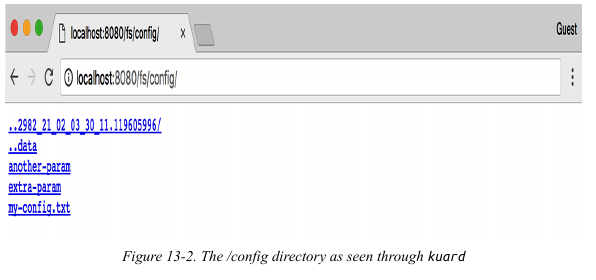 localhost:8080/fs/config/ ×
Guest
localhost:8080/fs/config/
..2982_21_02_03_30_11.119605996/
..data
another-param
extra-param
my-config.txt
Figure 13-2. The /config directory as seen through kuard